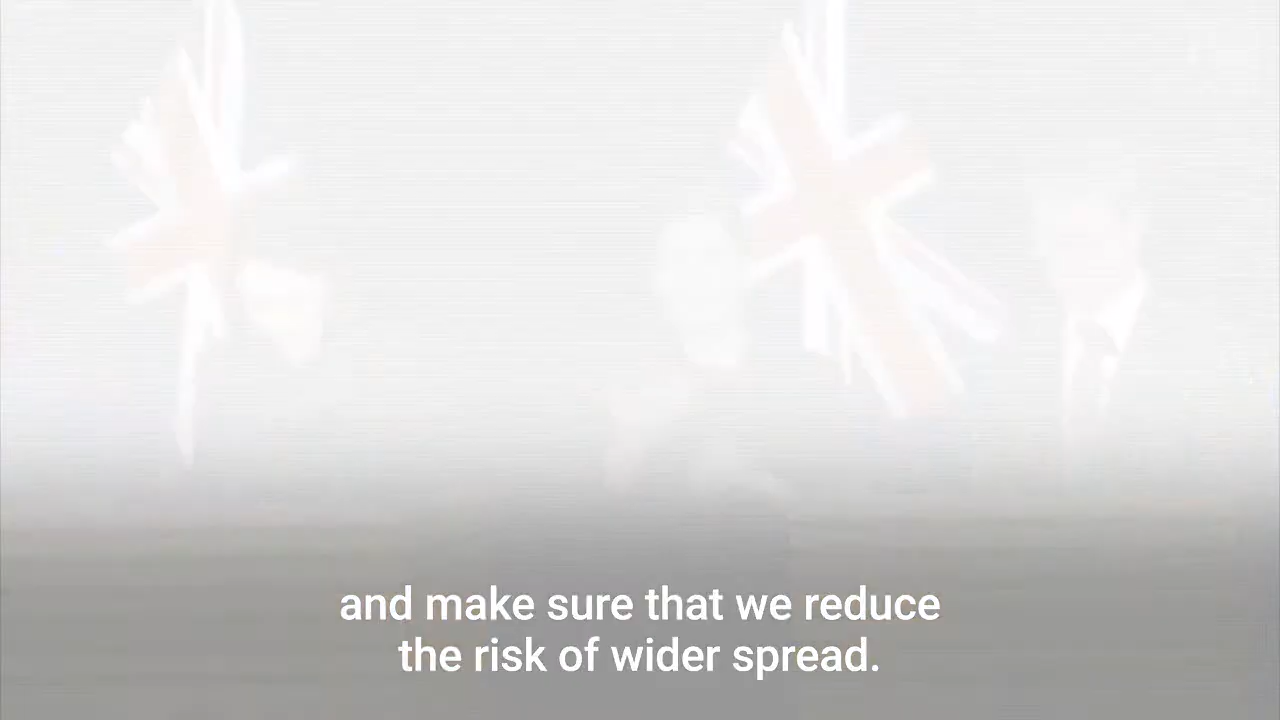 and make sure that we reduce
the risk of wider spread.